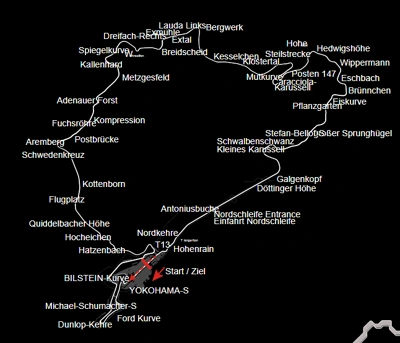 Lauda Links
Bergwerk
Exmühle
Dreifach-Rechts
Extal
Breidscheid
Spiegelkurve
Kallenhard
Metzgesfeld
Kesselchen
Klostertal
Mutkurve
Steilstrecke
Caracciola-
Karussell
Hohe
Hedwigshöhe
Posten 147
Wippermann
Eschbach
Brünnchen
Eiskurve
Pflanzgarten
Adenauer Forst
Kompression
Fuchsröhre
Postbrücke
Aremberg
Schwedenkreuz
Stefan-Bellof-S
Schwalbenschwanz
Kleines Karussell
Galgenkopf
Döttinger Höhe
Kottenborn
Flugplatz
Antoniusbuche
Nordschleife Entrance
Einfahrt Nordschleife
Quiddelbacher Höhe
Hocheichen
Hatzenbach
Nordkehre
T13
Hohenrain
Start / Ziel
BILSTEIN-Kurve
YOKOHAMA-S
Michael-Schumacher-S
Ford Kurve
Dunlop-Kehre